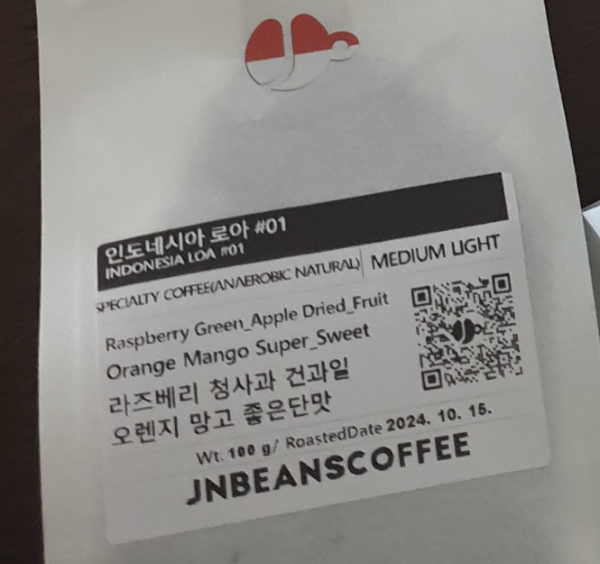 인도네시아 로아 #01
INDONESIA LOA #01
SPECIALTY COFFEE(ANAEROBIC NATURAL) MEDIUM LIGHT
Raspberry Green_Apple Dried_Fruit
Orange Mango Super_Sweet
라즈베리 청사과 건과일
오렌지 망고 좋은단맛
Wt. 100 g/ RoastedDate 2024. 10. 15.
JNBEANSCOFFEE